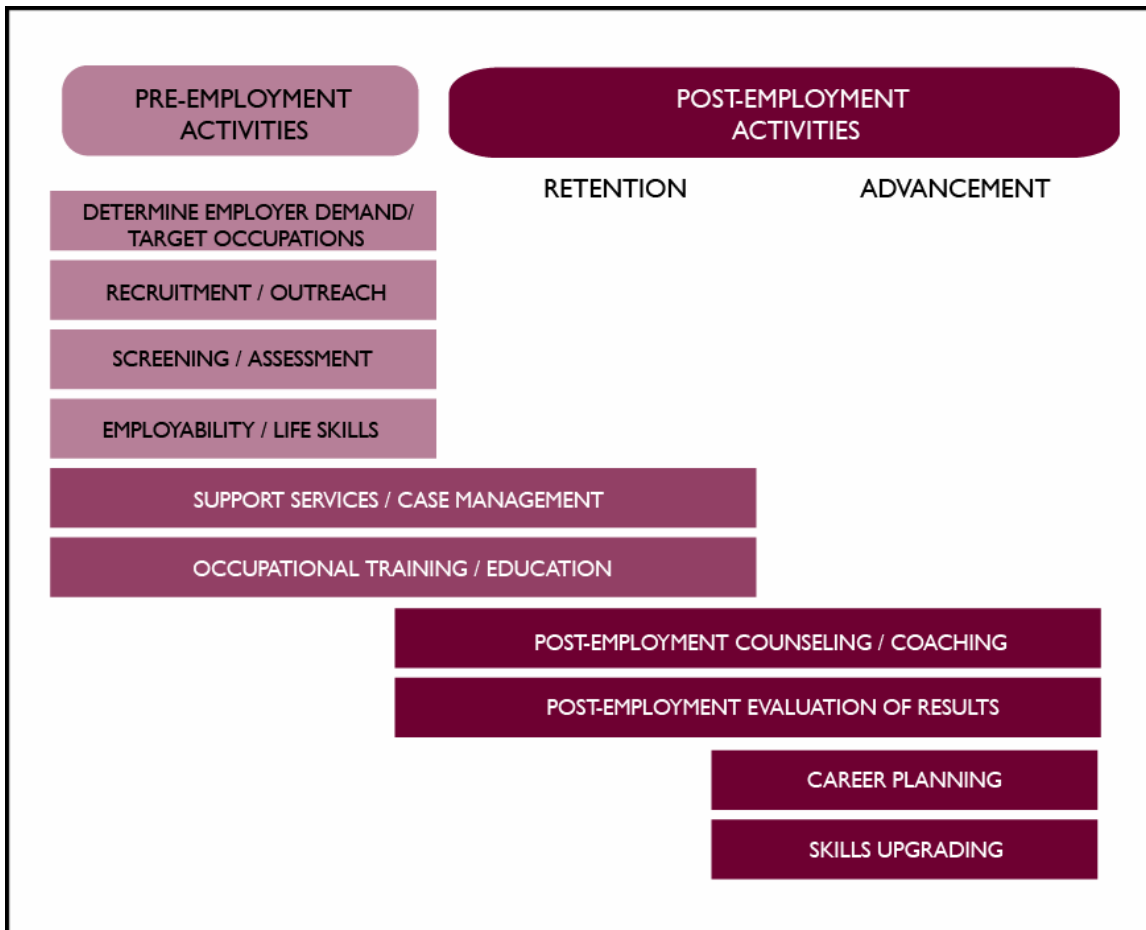 PRE-EMPLOYMENT
ACTIVITIES
POST-EMPLOYMENT
ACTIVITIES
RETENTION
ADVANCEMENT
DETERMINE EMPLOYER DEMAND/
TARGET OCCUPATIONS
RECRUITMENT / OUTREACH
SCREENING / ASSESSMENT
EMPLOYABILITY / LIFE SKILLS
SUPPORT SERVICES / CASE MANAGEMENT
OCCUPATIONAL TRAINING / EDUCATION
POST-EMPLOYMENT COUNSELING / COACHING
POST-EMPLOYMENT EVALUATION OF RESULTS
CAREER PLANNING
SKILLS UPGRADING